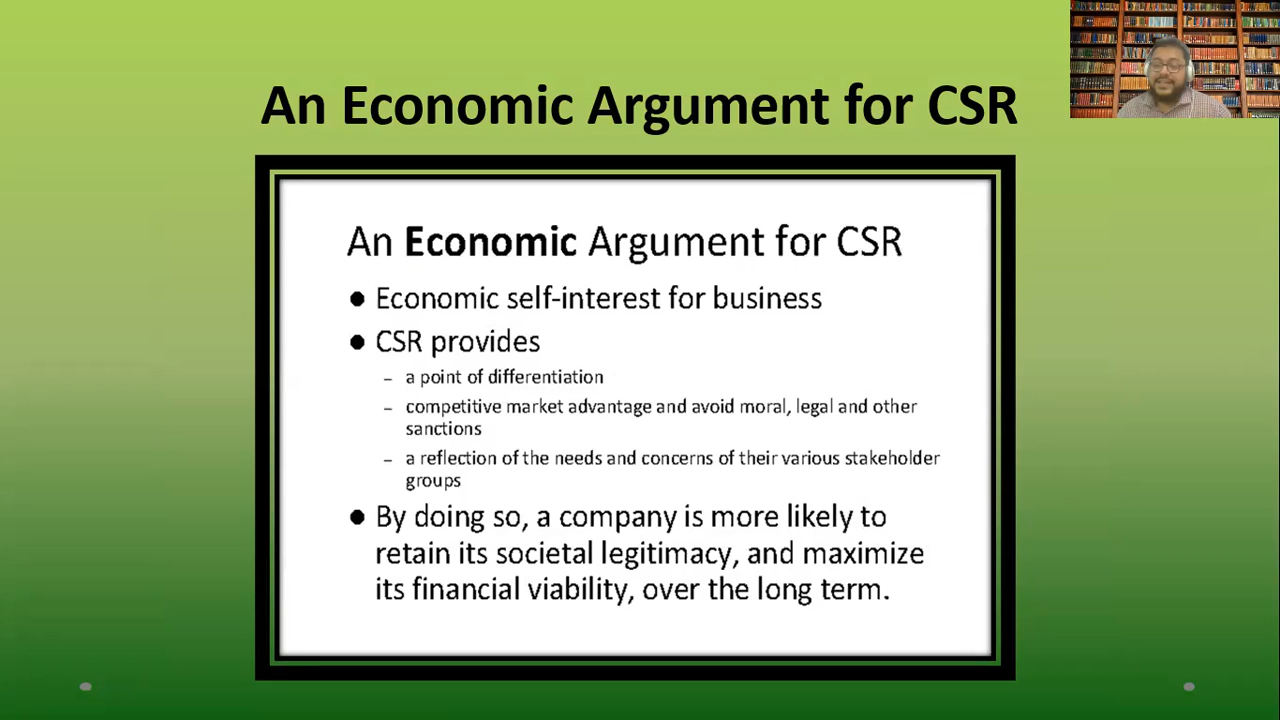 An Economic Argument for CSR
An Economic Argument for CSR
● Economic self-interest for business
● CSR provides
– a point of differentiation
– competitive market advantage and avoid moral, legal and other
sanctions
– a reflection of the needs and concerns of their various stakeholder
groups
● By doing so, a company is more likely to
retain its societal legitimacy, and maximize
its financial viability, over the long term.